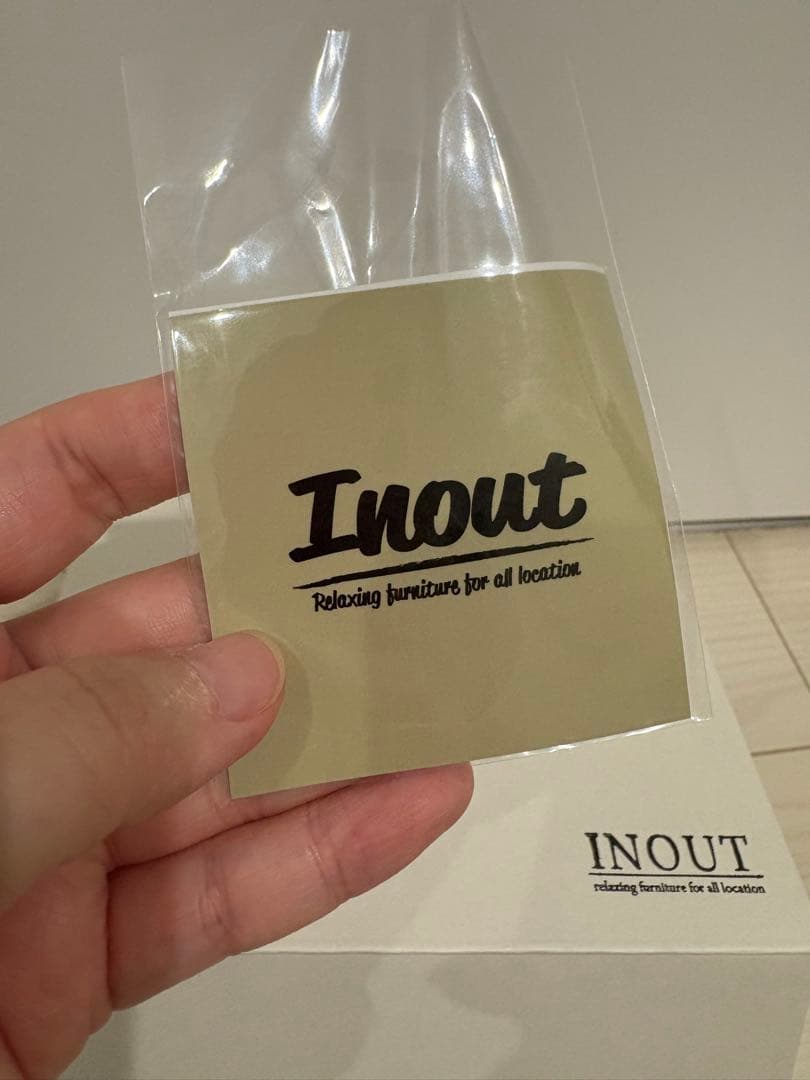 Inout
Relaxing furniture for all location
INOUT
relaxing furniture for all location